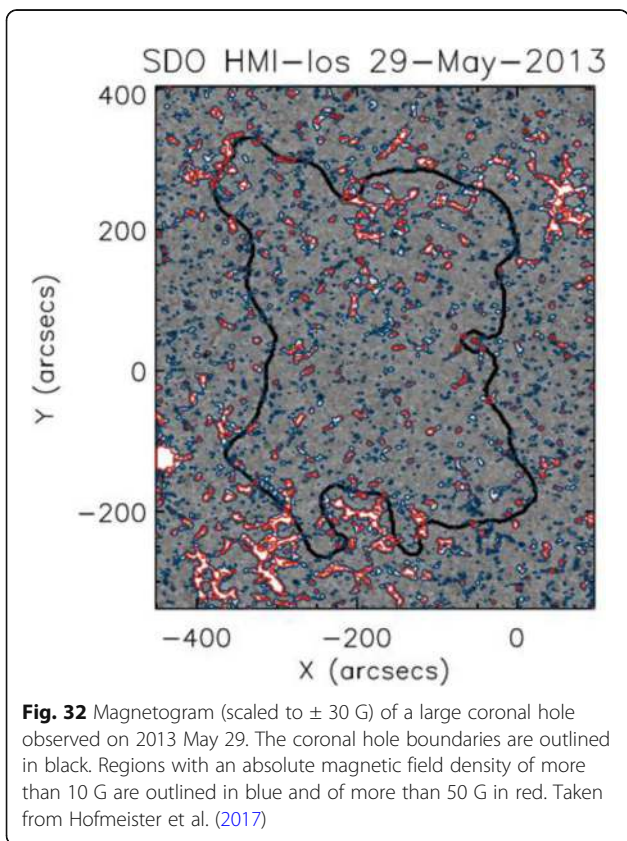 SDO HMI-los 29-May-2013
400
200
0
-200
Y (arcsecs)
-400 -200 0
X (arcsecs)
Fig. 32 Magnetogram (scaled to ± 30 G) of a large coronal hole
observed on 2013 May 29. The coronal hole boundaries are outlined
in black. Regions with an absolute magnetic field density of more
than 10 G are outlined in blue and of more than 50 G in red. Taken
from Hofmeister et al. (2017)